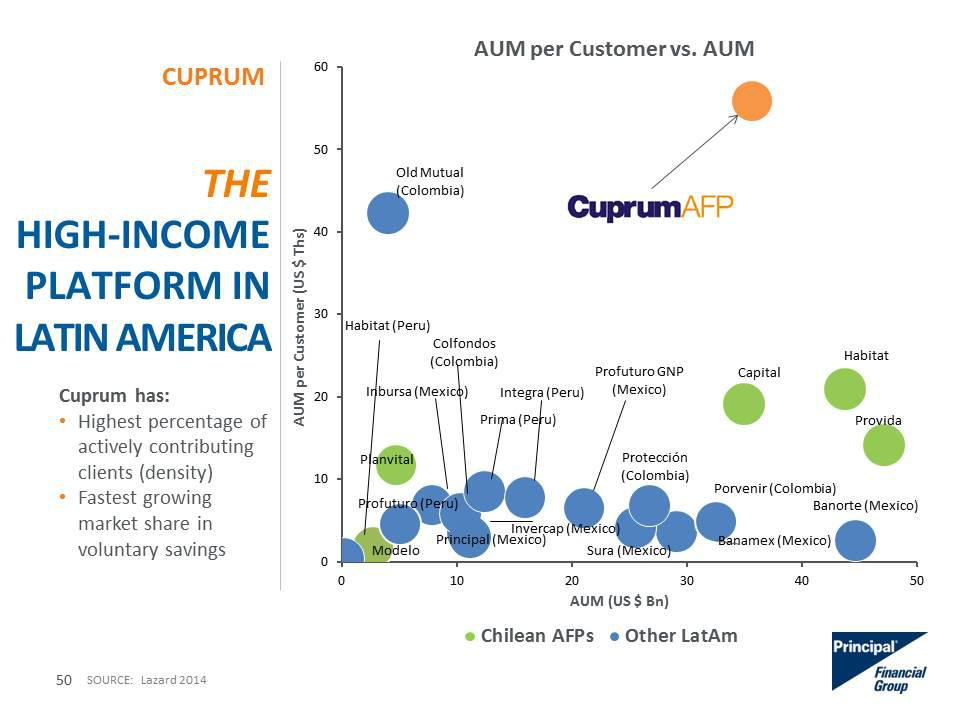 CUPRUM
THE
HIGH-INCOME
PLATFORM IN
LATIN AMERICA
Cuprum has:
• Highest percentage of
actively contributing
clients (density)
• Fastest growing
market share in
voluntary savings
AUM per Customer vs. AUM
AUM per Customer (US $ Ths)
60
50
40
30
20
10
0
Old Mutual
(Colombia)
CuprumAFP
Habitat (Peru)
Colfondos
(Colombia)
Inbursa (Mexico)
Integra (Peru)
Prima (Peru)
Profuturo GNP
(Mexico)
Capital
Habitat
Provida
Planvital
Protección
(Colombia)
Profuturo (Peru)
Porvenir (Colombia)
Banorte (Mexico)
Invercap (Mexico)
Principal (Mexico)
Banamex (Mexico)
Modelo
Sura (Mexico)
0
10
20
30
40
50
AUM (US $ Bn)
Chilean AFPs
Other LatAm
Principal
Financial
Group
50 SOURCE: Lazard 2014